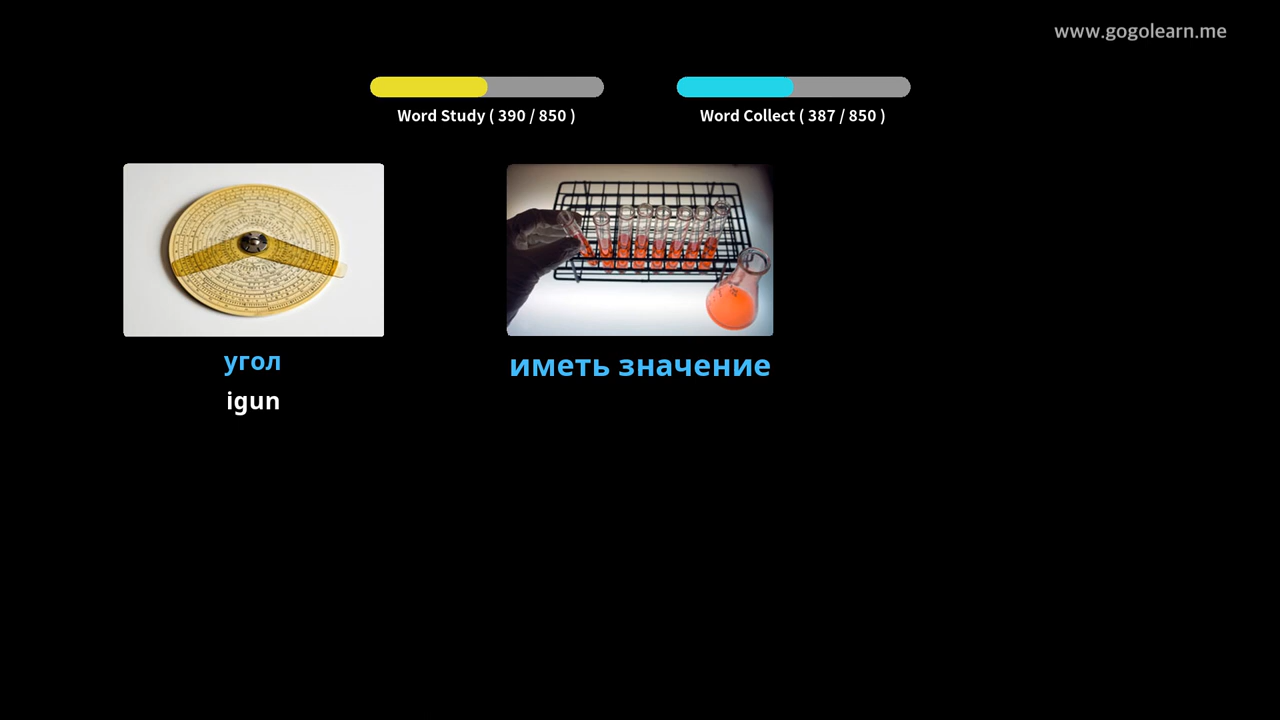 www.gogolearn.me
Word Study ( 390 / 850 )
Word Collect ( 387 / 850 )
угол
igun
иметь значение